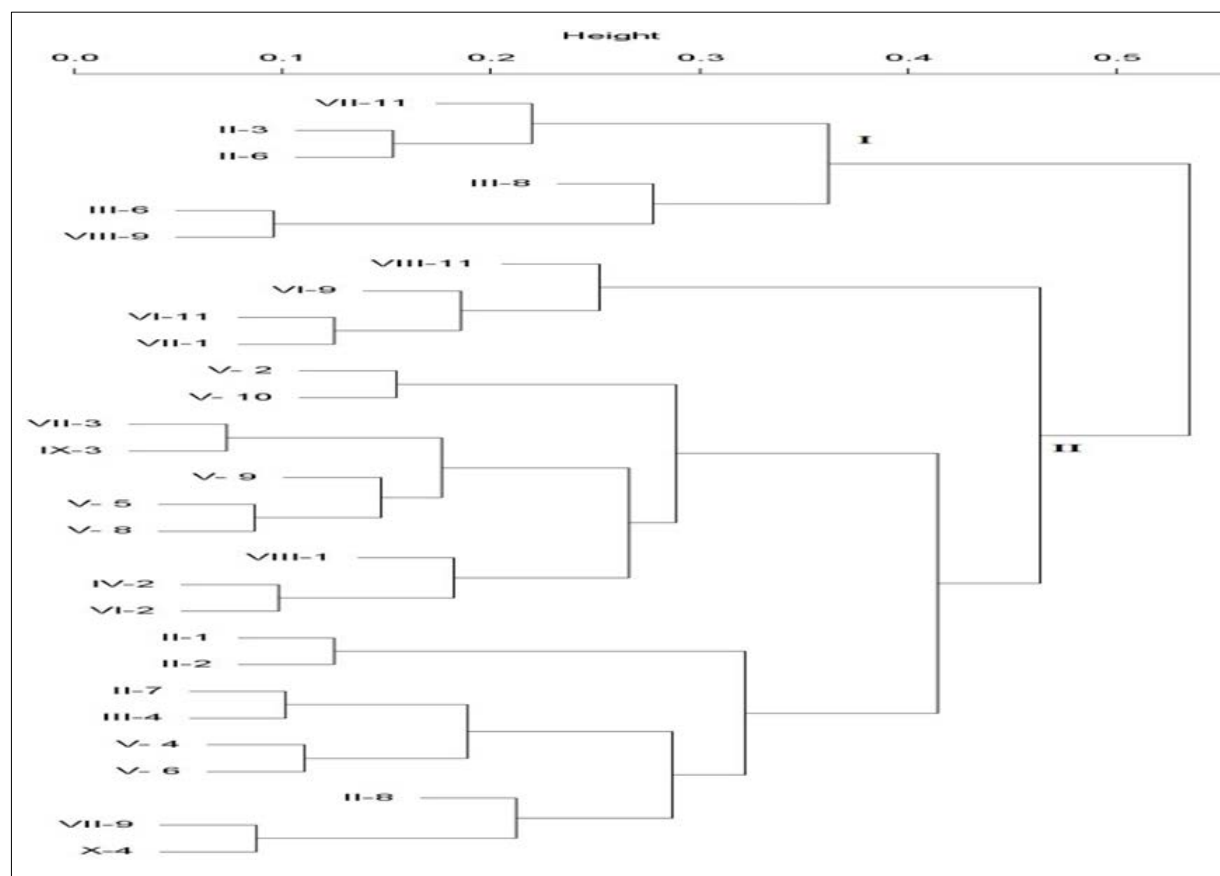 Height
0.0 0.1 0.2 0.3 0.4 0.5
VII-11
I
II-3
II-6
III-8
III-6
VIII-9
VIII-11
VI-9
VI-11
VII-1
V- 2
V- 10
VII-3
II
IX-3
V- 9
V- 5
V- 8
VIII-1
IV-2
VI-2
II-1
II-2
II-7
III-4
V- 4
V- 6
II-8
VII-9
X-4